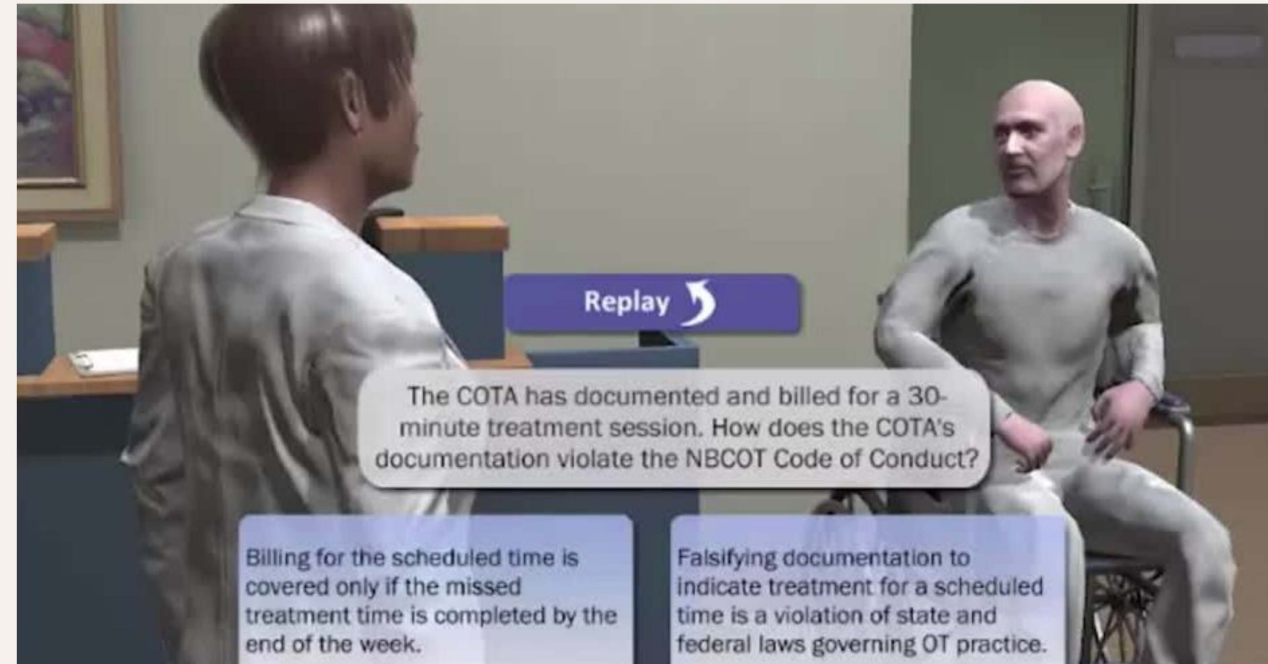 Replay
The COTA has documented and billed for a 30-
minute treatment session. How does the COTA's
documentation violate the NBCOT Code of Conduct?
Billing for the scheduled time is
covered only if the missed
treatment time is completed by the
end of the week.
Falsifying documentation to
indicate treatment for a scheduled
time is a violation of state and
federal laws governing OT practice.